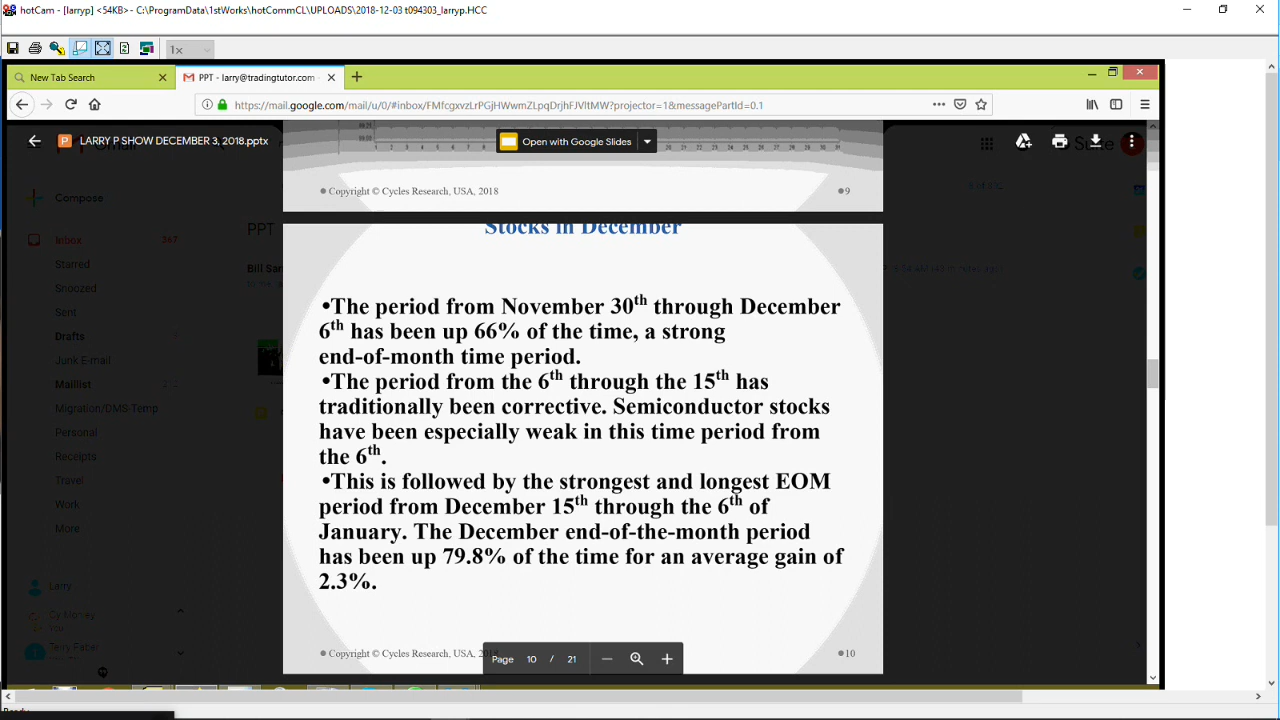 hotCam - [larryp] <54KB> - C:\ProgramData\1stWorks\hotCommCL\UPLOADS\2018-12-03 t094303_larryp.HCC
1x
New Tab Search
PPT - larry@tradingtutor.com
https://mail.google.com/mail/u/0/#inbox/FMfcgxvzLrPGjHWwmZLpqDrjhFJVltMW?projector=1&messagePartId=0.1
LARRY P SHOW DECEMBER 3, 2018.pptx
Open with Google Slides
Compose
Inbox 367
Starred
Snoozed
Sent
Drafts
Junk E-mail
Maillist
Migration/DMS-Temp
Personal
Receipts
Travel
Work
More
Larry
PPT
Copyright © Cycles Research, USA, 2018
9
Stocks in December
•The period from November 30th through December
6th has been up 66% of the time, a strong
end-of-month time period.
•The period from the 6th through the 15th has
traditionally been corrective. Semiconductor stocks
have been especially weak in this time period from
the 6th.
•This is followed by the strongest and longest EOM
period from December 15th through the 6th of
January. The December end-of-the-month period
has been up 79.8% of the time for an average gain of
2.3%.
Copyright © Cycles Research, USA, 20
10
Page 10 / 21